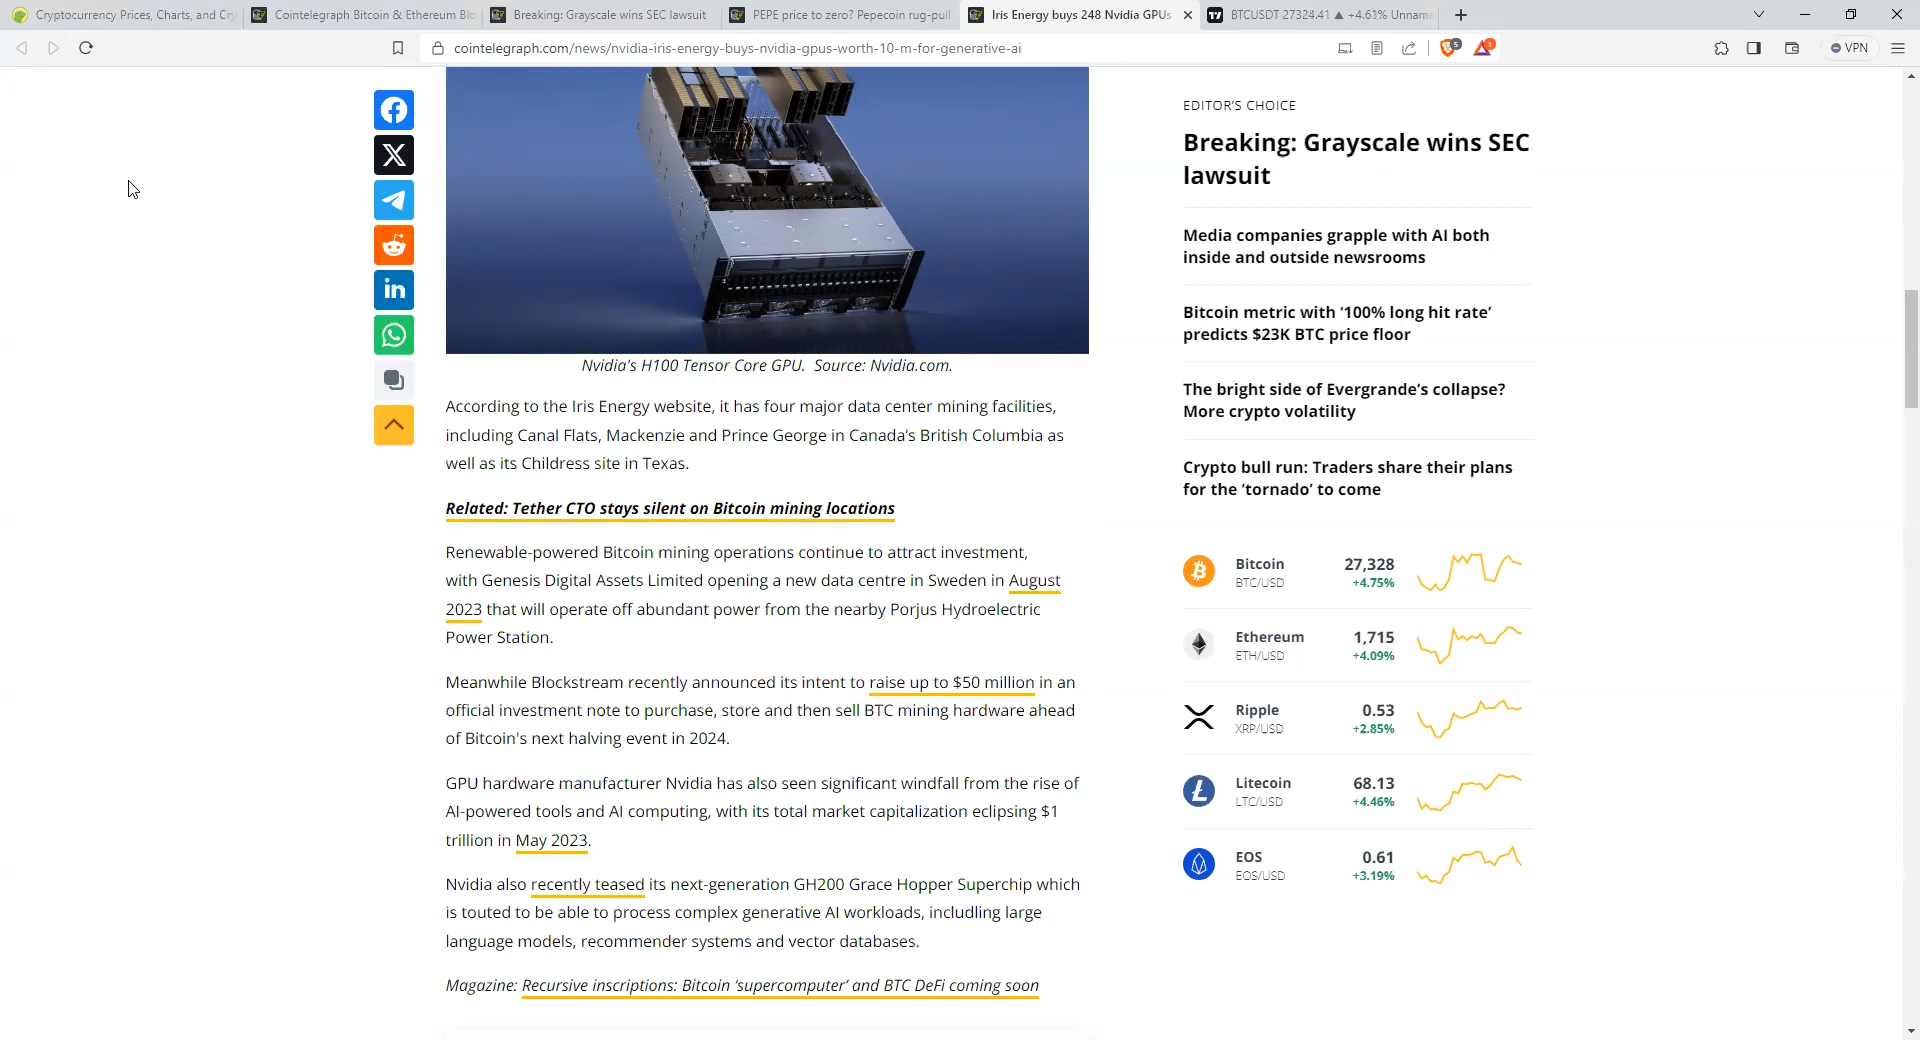 Cryptocurrency Prices, Charts, and Cry
Cointelegraph Bitcoin & Ethereum Blo
Breaking: Grayscale wins SEC lawsuit
PEPE price to zero? Pepecoin rug-pull
Iris Energy buys 248 Nvidia GPUs
BTCUSDT 27324.41 ▲ +4.63% Unname
cointelegraph.com/news/nvidia-iris-energy-buys-nvidia-gpus-worth-10-m-for-generative-ai
5
1
VPN
Nvidia's H100 Tensor Core GPU. Source: Nvidia.com.
According to the Iris Energy website, it has four major data center mining facilities,
including Canal Flats, Mackenzie and Prince George in Canada's British Columbia as
well as its Childress site in Texas.
Related: Tether CTO stays silent on Bitcoin mining locations
Renewable-powered Bitcoin mining operations continue to attract investment,
with Genesis Digital Assets Limited opening a new data centre in Sweden in August
2023 that will operate off abundant power from the nearby Porjus Hydroelectric
Power Station.
Meanwhile Blockstream recently announced its intent to raise up to $50 million in an
official investment note to purchase, store and then sell BTC mining hardware ahead
of Bitcoin's next halving event in 2024.
GPU hardware manufacturer Nvidia has also seen significant windfall from the rise of
AI-powered tools and AI computing, with its total market capitalization eclipsing $1
trillion in May 2023.
Nvidia also recently teased its next-generation GH200 Grace Hopper Superchip which
is touted to be able to process complex generative AI workloads, includling large
language models, recommender systems and vector databases.
Magazine: Recursive inscriptions: Bitcoin ‘supercomputer’ and BTC DeFi coming soon
EDITOR'S CHOICE
Breaking: Grayscale wins SEC
lawsuit
Media companies grapple with AI both
inside and outside newsrooms
Bitcoin metric with ‘100% long hit rate’
predicts $23K BTC price floor
The bright side of Evergrande's collapse?
More crypto volatility
Crypto bull run: Traders share their plans
for the ‘tornado’ to come
Bitcoin 27,328
BTC/USD +4.75%
Ethereum 1,715
ETH/USD +4.09%
Ripple 0.53
XRP/USD +2.85%
Litecoin 68.13
LTC/USD +4.46%
EOS 0.61
EOS/USD +3.19%